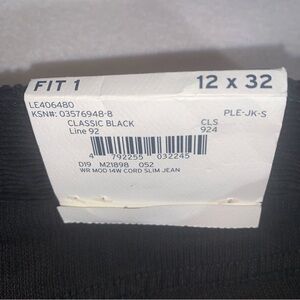 FIT 1 12 x 32
LE406480
KSN#: 03576948-8 PLE-JK-S
CLASSIC BLACK CLS
Line 92 924
4 792255 032245
D19 M21898 052
WR MOD 14W CORD SLIM JEAN